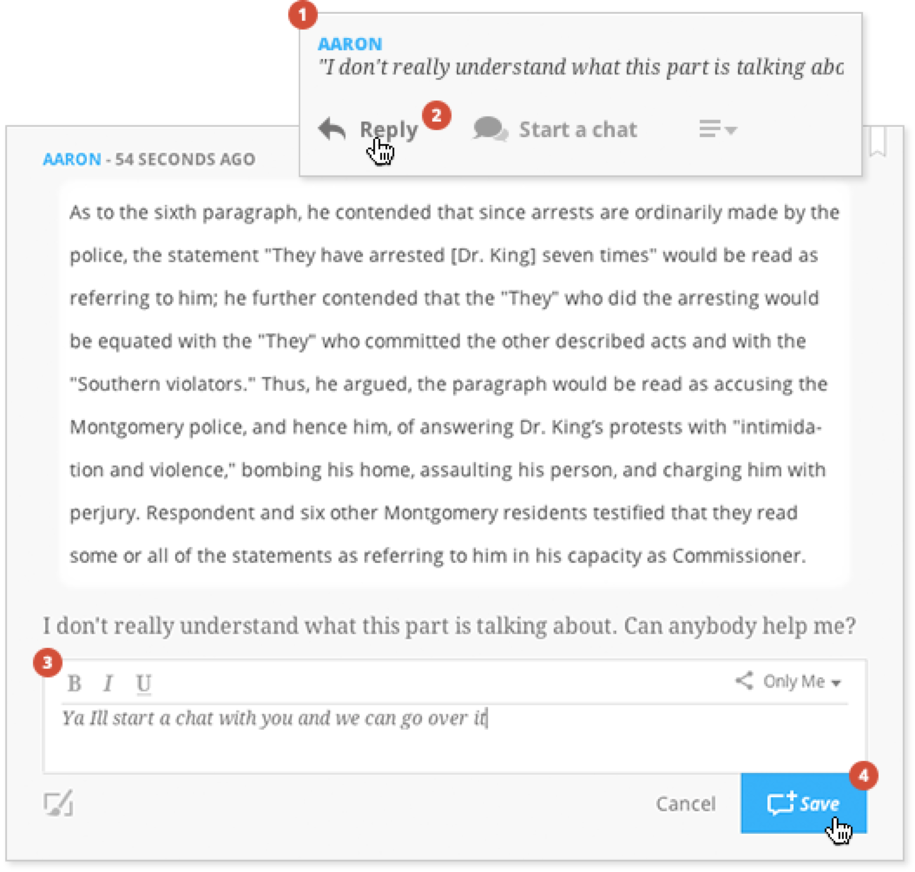 1
AARON
"I don't really understand what this part is talking abo
Reply 2 Start a chat
AARON - 54 SECONDS AGO
As to the sixth paragraph, he contended that since arrests are ordinarily made by the
police, the statement "They have arrested [Dr. King] seven times" would be read as
referring to him; he further contended that the "They" who did the arresting would
be equated with the "They" who committed the other described acts and with the
"Southern violators." Thus, he argued, the paragraph would be read as accusing the
Montgomery police, and hence him, of answering Dr. King’s protests with "intimida-
tion and violence," bombing his home, assaulting his person, and charging him with
perjury. Respondent and six other Montgomery residents testified that they read
some or all of the statements as referring to him in his capacity as Commissioner.
I don't really understand what this part is talking about. Can anybody help me?
3
B I U Only Me
Ya Ill start a chat with you and we can go over it
4
Cancel Save